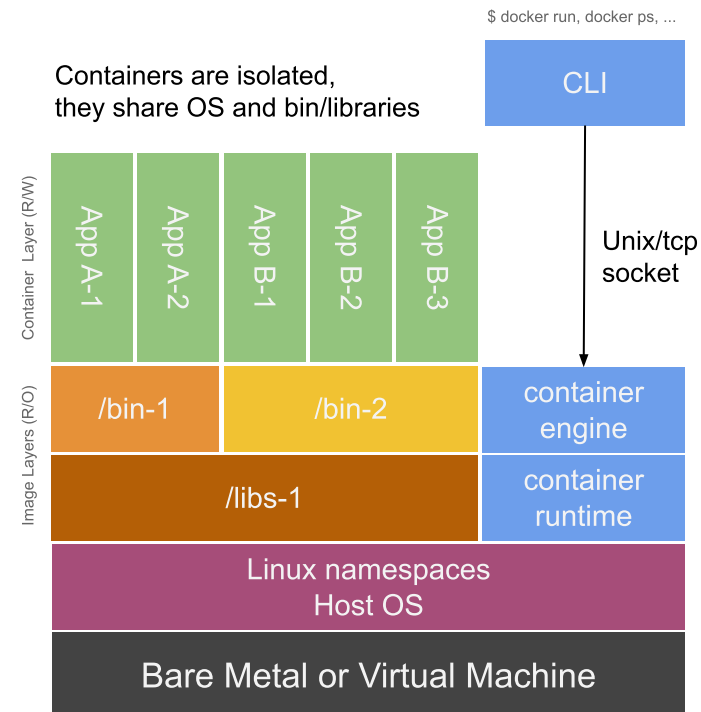 $ docker run, docker ps, ...
Containers are isolated,
they share OS and bin/libraries
CLI
Unix/tcp
socket
Container  Layer (R/W)
App A-1
App A-2
App B-1
App B-2
App B-3
Image Layers (R/O)
/bin-1
/bin-2
container
engine
/libs-1
container
runtime
Linux namespaces
Host OS
Bare Metal or Virtual Machine